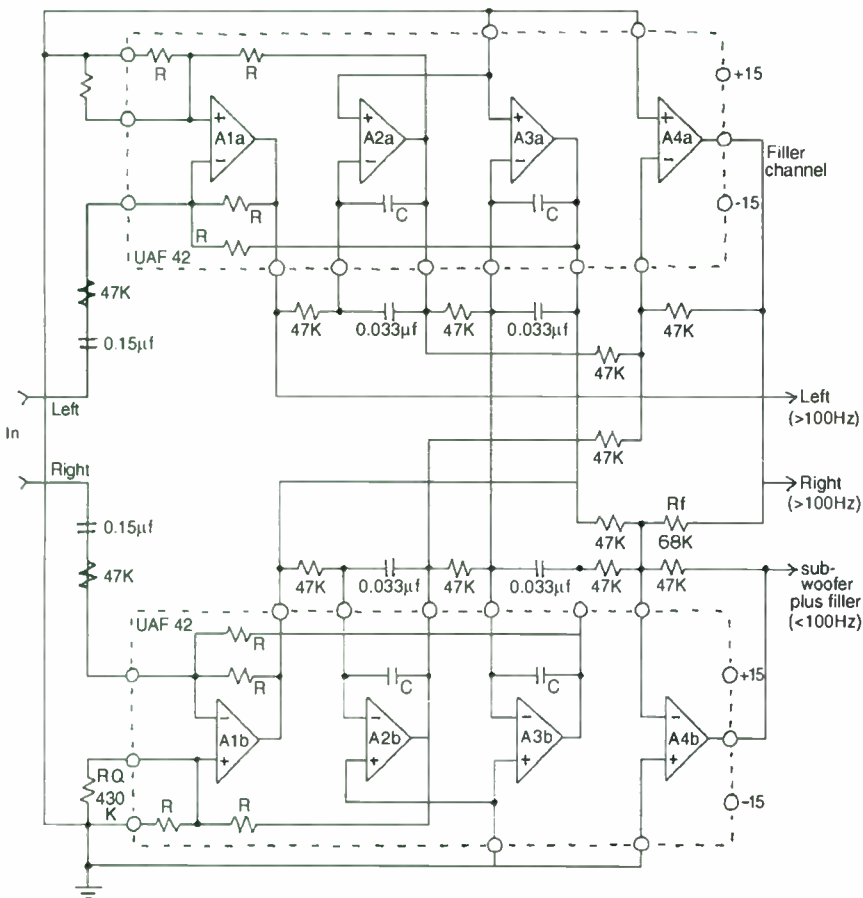 R
R
+
A1a
−
+
A2a
−
+
A3a
−
+
A4a
−
+15
Filler
channel
-15
C
C
R
R
UAF 42
47K
0.15µf
47K
0.033µf
47K
0.033µf
47K
47K
Left
Left
(>100Hz)
In
47K
Right
Right
(>100Hz)
0.15µf
47K
Rf
68K
47K
47K
0.033µf
47K
0.033µf
47K
47K
sub-
woofer
plus filler
(<100Hz)
UAF 42
R
R
C
C
+15
−
A1b
+
−
A2b
+
−
A3b
+
−
A4b
+
RQ
430
K
R
R
-15